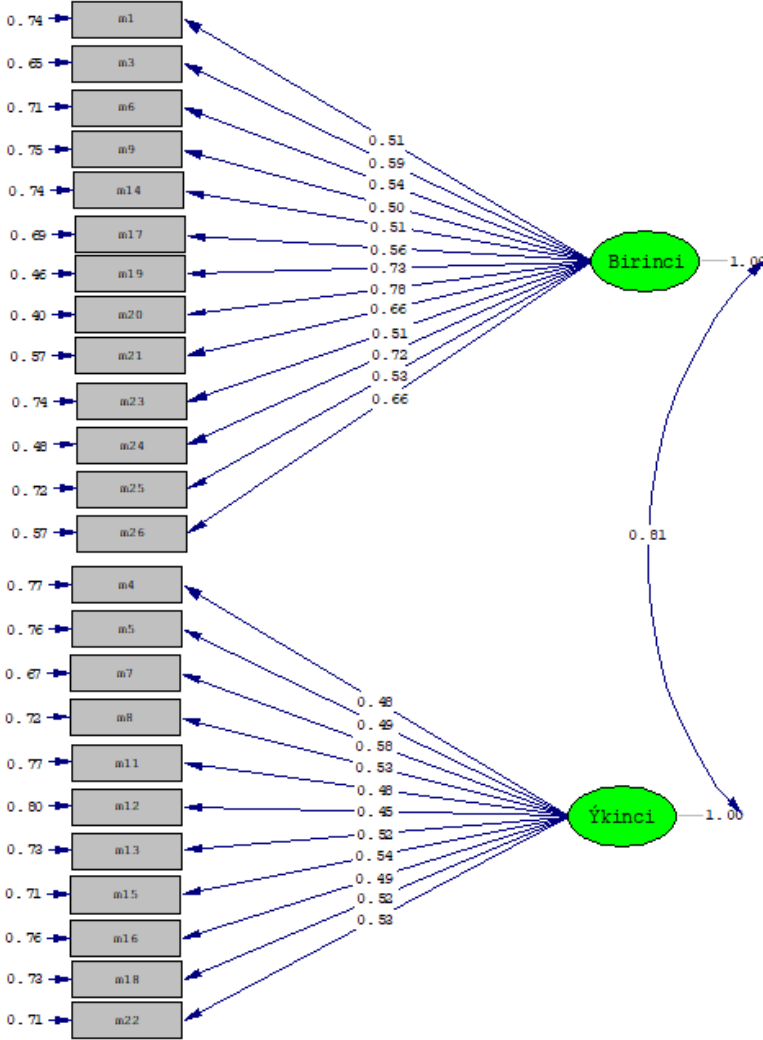 0.74 m1
0.65 m3
0.71 m6
0.75 m9
0.74 m14
0.69 m17
0.46 m19
0.40 m20
0.57 m21
0.74 m23
0.48 m24
0.72 m25
0.57 m26
0.51
0.59
0.54
0.50
0.51
0.56
0.73
0.78
0.66
0.51
0.72
0.53
0.66
Birinci 1.00
0.81
0.77 m4
0.76 m5
0.67 m7
0.72 m8
0.77 m11
0.80 m12
0.73 m13
0.71 m15
0.76 m16
0.73 m18
0.71 m22
0.48
0.49
0.58
0.53
0.48
0.45
0.52
0.54
0.49
0.52
0.53
Ýkinci 1.00